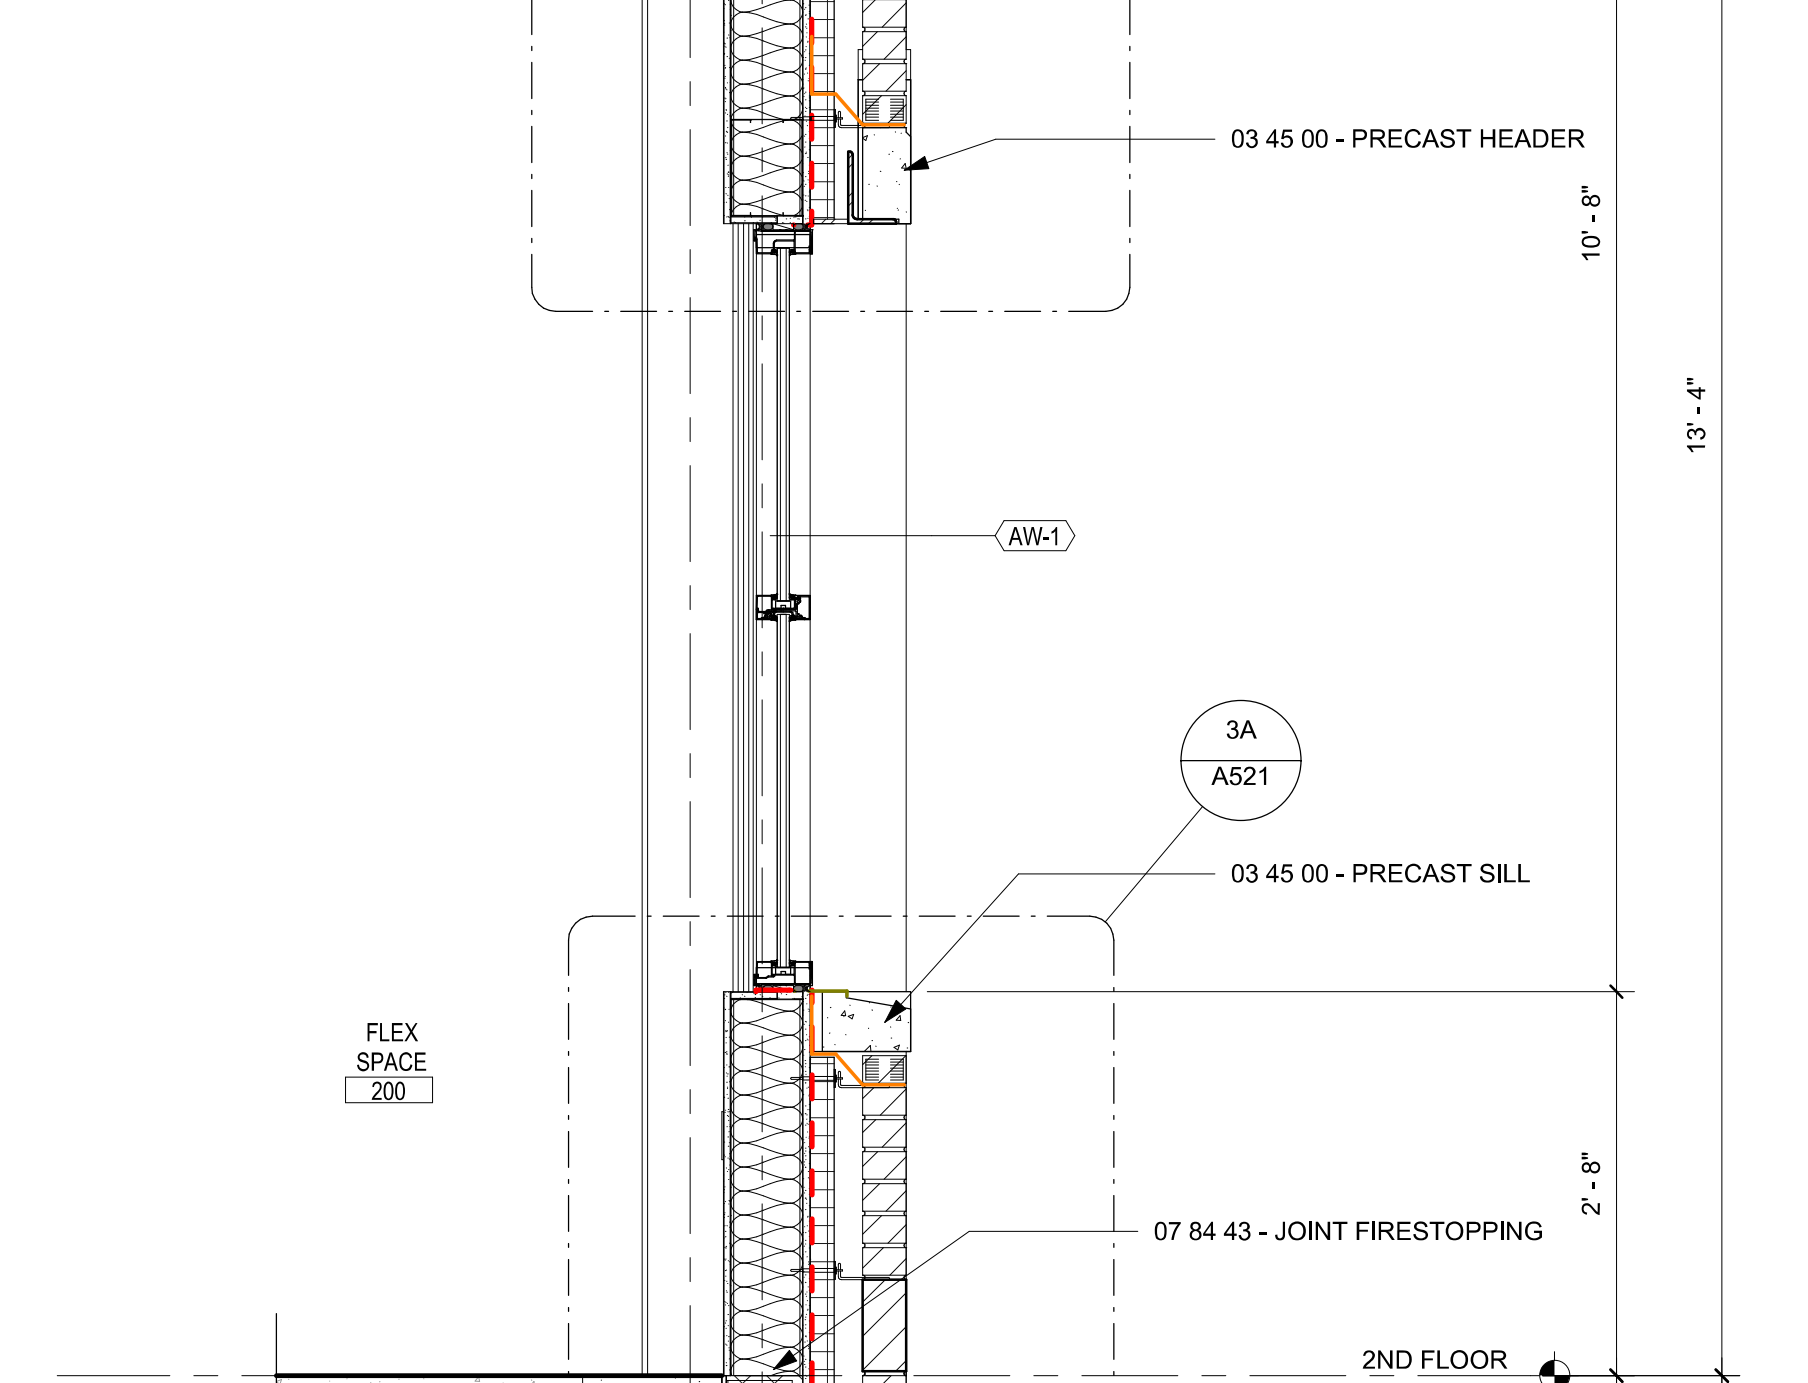 03 45 00 - PRECAST HEADER
10' - 8"
13' - 4"
AW-1
3A
A521
03 45 00 - PRECAST SILL
FLEX
SPACE
200
2' - 8"
07 84 43 - JOINT FIRESTOPPING
2ND FLOOR